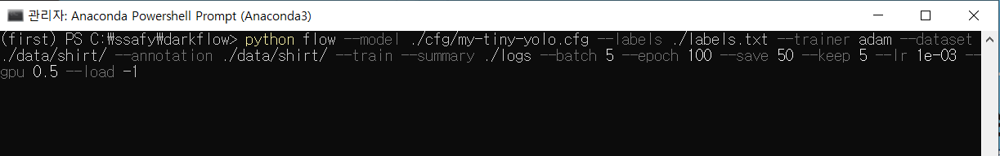 관리자: Anaconda Powershell Prompt (Anaconda3)
(first) PS C:₩ssafy₩darkflow> python flow --model ./cfg/my-tiny-yolo.cfg --labels ./labels.txt --trainer adam --dataset
./data/shirt/ --annotation ./data/shirt/ --train --summary ./logs --batch 5 --epoch 100 --save 50 --keep 5 --lr 1e-03 --
gpu 0.5 --load -1